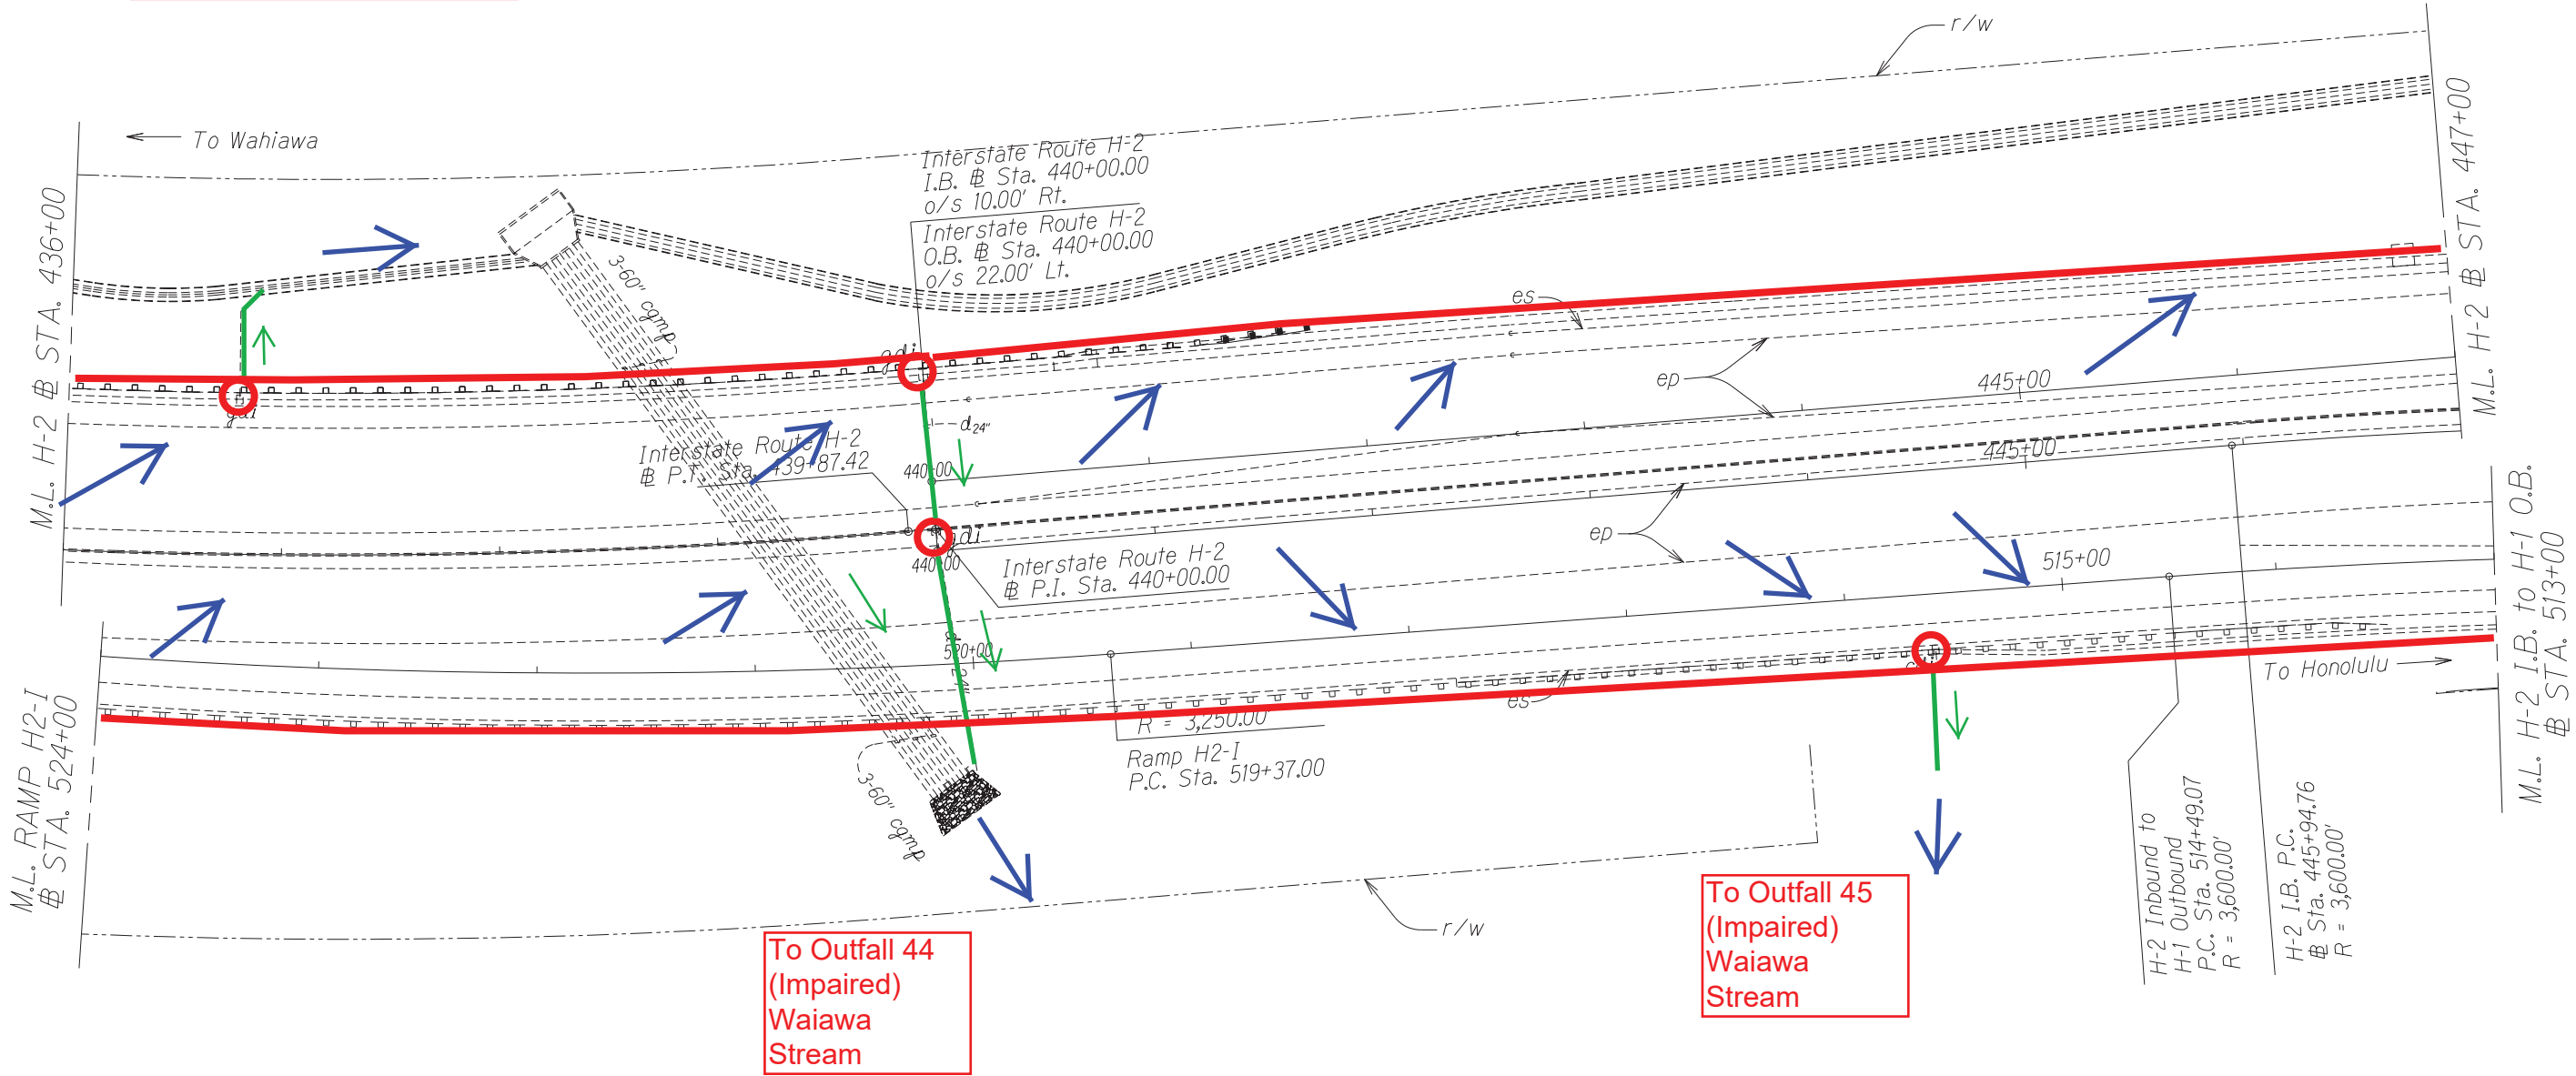 r/w
To Wahiawa
Interstate Route H-2
I.B. ⅊ Sta. 440+00.00
o/s 10.00' Rt.
Interstate Route H-2
O.B. ⅊ Sta. 440+00.00
o/s 22.00' Lt.
M.L. H-2 ⅊ STA. 436+00
M.L. H-2 ⅊ STA. 447+00
3-60" cgmp
es
gdi
gdi
ep
445+00
d24"
Interstate Route H-2
⅊ P.T. Sta. 439+87.42
440+00
445+00
gdi
440+00
ep
Interstate Route H-2
⅊ P.I. Sta. 440+00.00
515+00
M.L. H-2 I.B. to H-1 O.B.
⅊ STA. 513+00
520+00
24"
To Honolulu
es
M.L. RAMP H2-I
⅊ STA. 524+00
R = 3,250.00'
Ramp H2-I
P.C. Sta. 519+37.00
3-60" cgmp
H-2 Inbound to
H-1 Outbound
P.C. Sta. 514+49.07
R = 3,600.00'
H-2 I.B. P.C.
⅊ Sta. 445+94.76
R = 3,600.00'
r/w
To Outfall 44
(Impaired)
Waiawa
Stream
To Outfall 45
(Impaired)
Waiawa
Stream